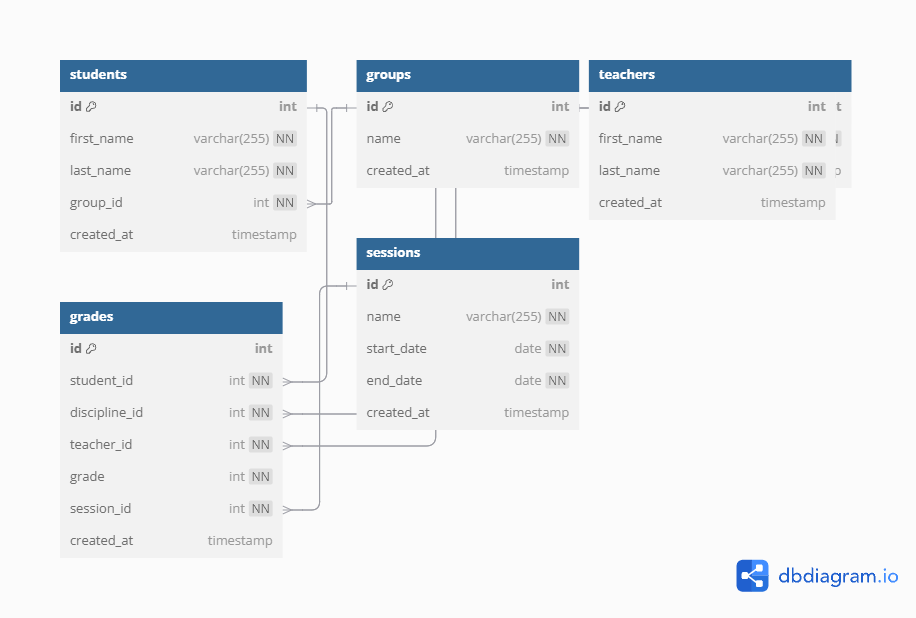 students
id int
first_name varchar(255) NN
last_name varchar(255) NN
group_id int NN
created_at timestamp
groups
id int
name varchar(255) NN
created_at timestamp
teachers
id int t
first_name varchar(255) NN
last_name varchar(255) NN
created_at timestamp
sessions
id int
name varchar(255) NN
start_date date NN
end_date date NN
created_at timestamp
grades
id int
student_id int NN
discipline_id int NN
teacher_id int NN
grade int NN
session_id int NN
created_at timestamp
dbdiagram.io